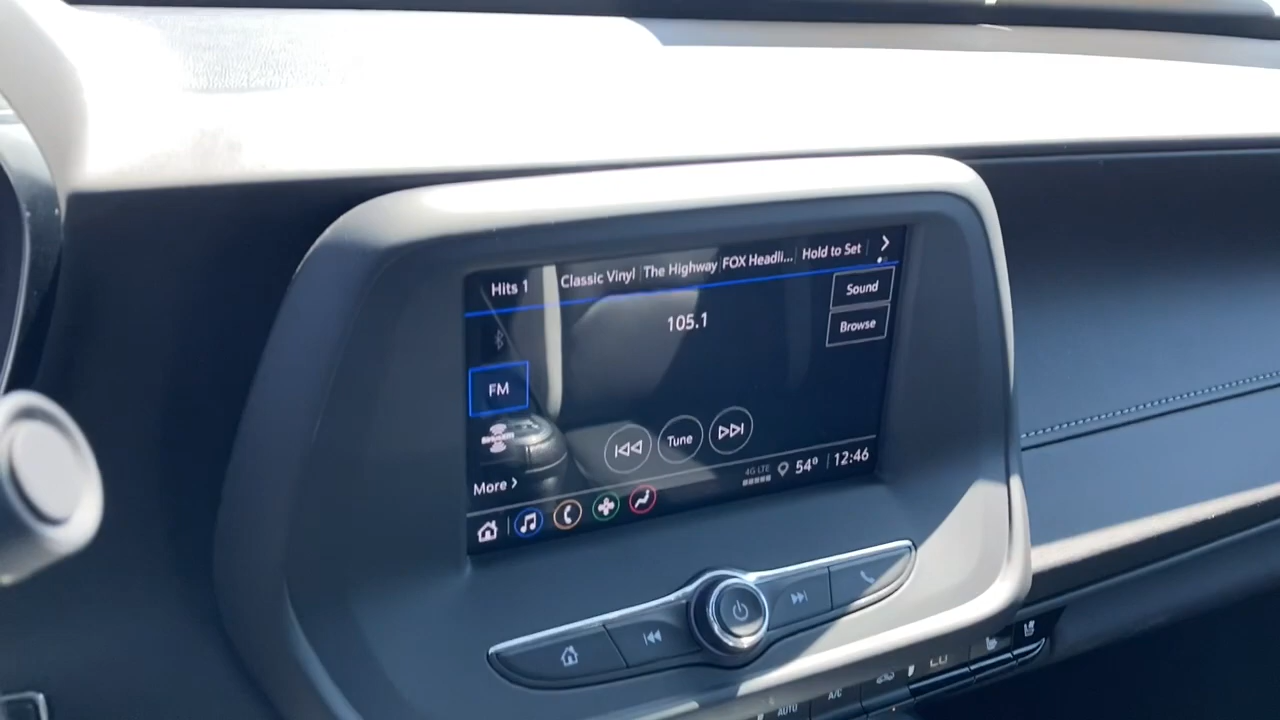 Hits 1
Classic Vinyl
The Highway
FOX Headli...
Hold to Set
Sound
105.1
Browse
FM
Tune
More
4G LTE
54°
12:46
AUTO
A/C